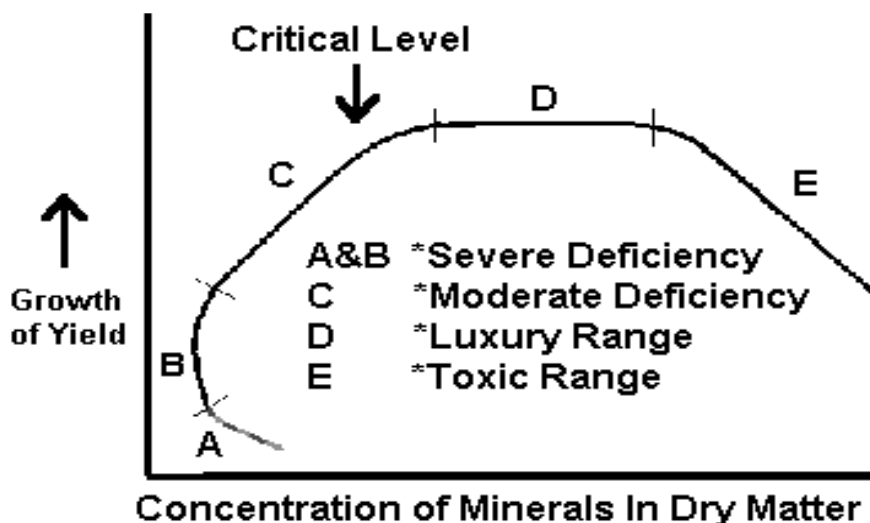 Critical Level
D
C
E
A&B *Severe Deficiency
C *Moderate Deficiency
D *Luxury Range
E *Toxic Range
Growth
of Yield
B
A
Concentration of Minerals In Dry Matter